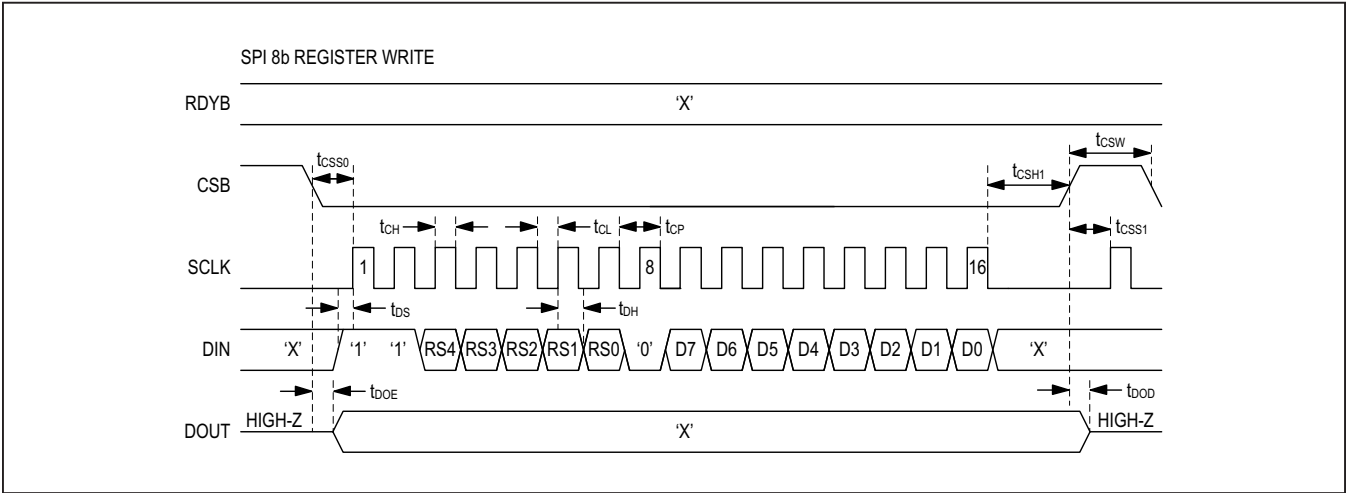 SPI 8b REGISTER WRITE
RDYB ‘X’
tCSW
tCSS0
CSB tCSH1
tCH tCL tCP tCSS1
SCLK 1 8 16
tDS tDH
DIN ‘X’ ‘1’ ‘1’ RS4 RS3 RS2 RS1 RS0 ‘0’ D7 D6 D5 D4 D3 D2 D1 D0 ‘X’
tDOE tDOD
HIGH-Z HIGH-Z
DOUT ‘X’